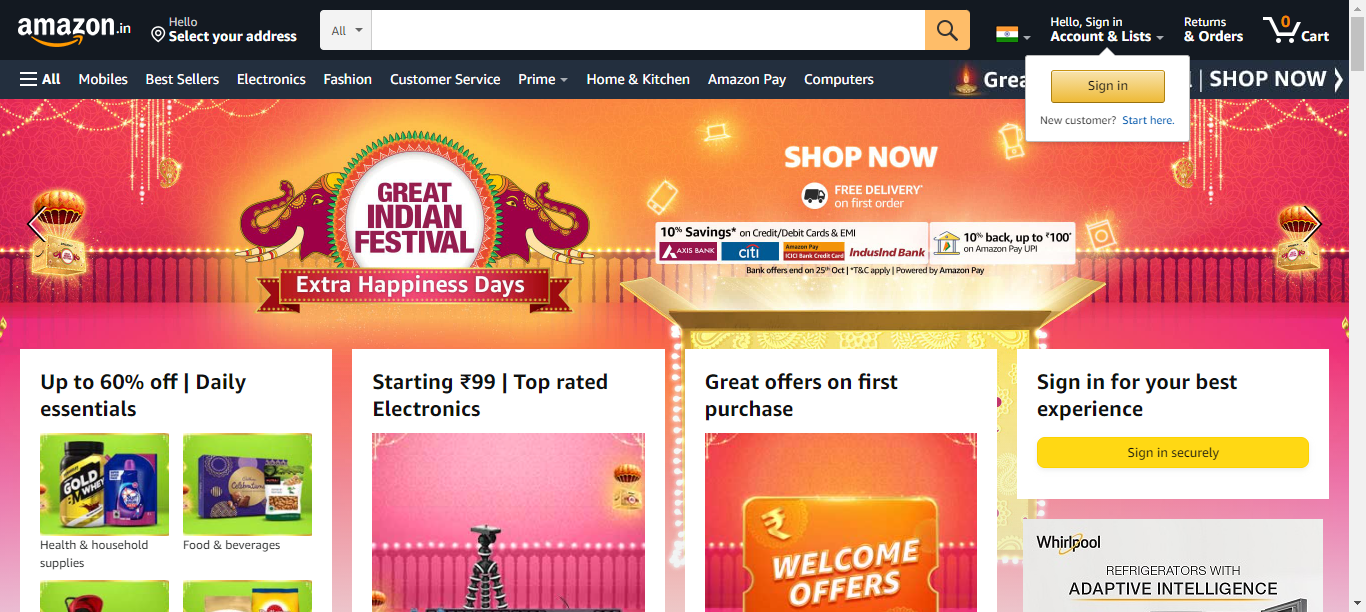 amazon.in
Hello
Select your address
All
Hello, Sign in
Account & Lists
Returns
& Orders
0
Cart
All
Mobiles
Best Sellers
Electronics
Fashion
Customer Service
Prime
Home & Kitchen
Amazon Pay
Computers
Grea
| SHOP NOW
Sign in
New customer? Start here.
GREAT
INDIAN
FESTIVAL
Extra Happiness Days
SHOP NOW
FREE DELIVERY*
on first order
10% Savings* on Credit/Debit Cards & EMI
AXIS BANK
citi
Amazon Pay
ICICI Bank Credit Card
IndusInd Bank
10% back, up to ₹100*
on Amazon Pay UPI
Bank offers end on 25th Oct | *T&C apply | Powered by Amazon Pay
Up to 60% off | Daily
essentials
GOLD
WHEY
Celebrations
Health & household
supplies
Food & beverages
Starting ₹99 | Top rated
Electronics
Great offers on first
purchase
₹
WELCOME
OFFERS
Sign in for your best
experience
Sign in securely
Whirlpool
REFRIGERATORS WITH
ADAPTIVE INTELLIGENCE